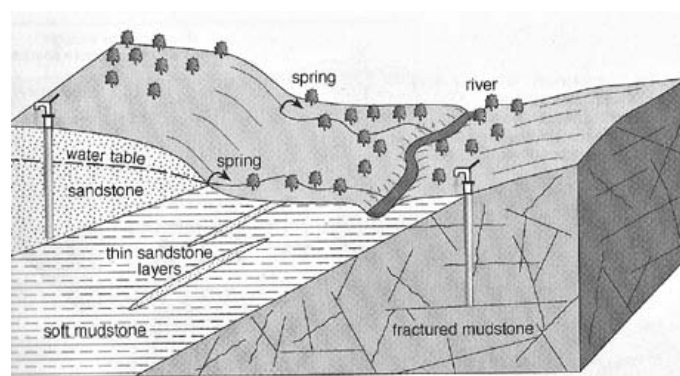 spring
river
water table
spring
sandstone
thin sandstone
layers
soft mudstone
fractured mudstone